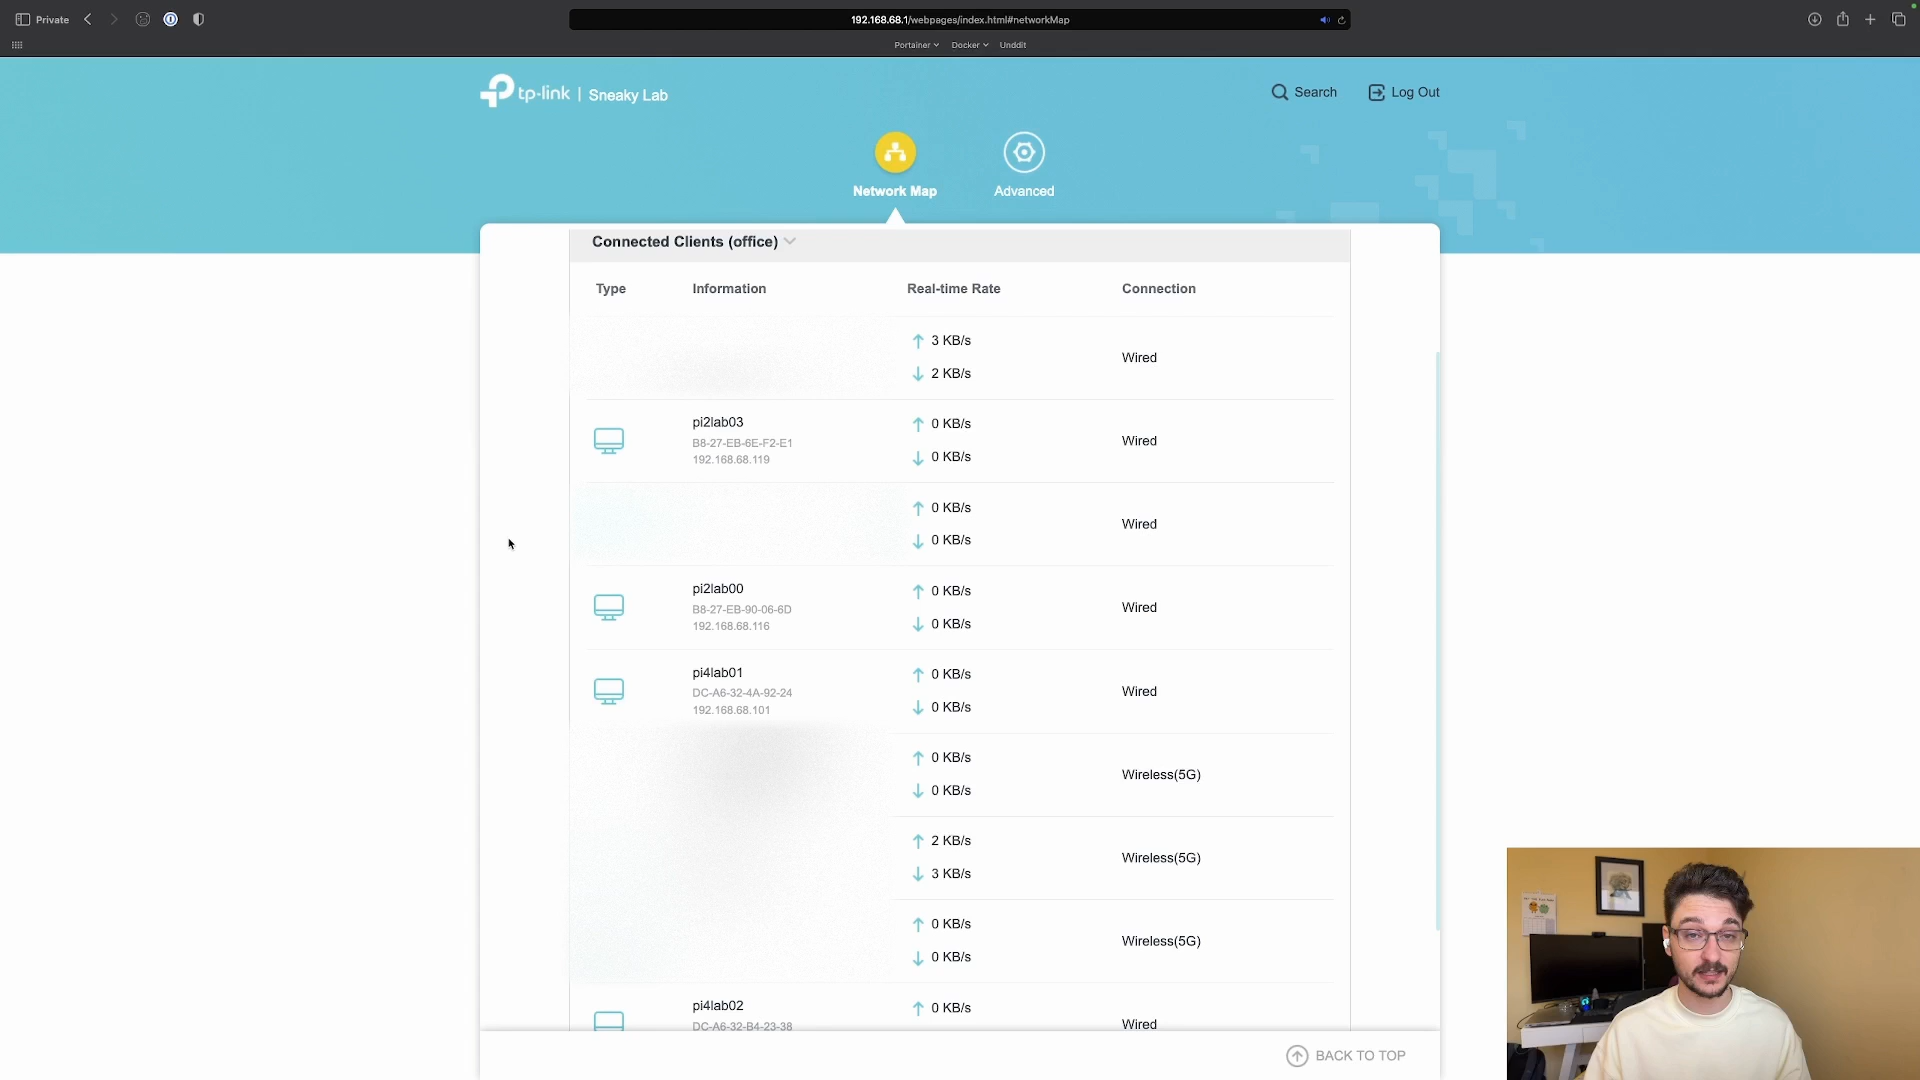 Private
192.168.68.1/webpages/index.html#networkMap
Portainer
Docker
Unddit
tp-link | Sneaky Lab
Search
Log Out
Network Map
Advanced
Connected Clients (office)
Type
Information
Real-time Rate
Connection
3 KB/s
2 KB/s
Wired
pi2lab03
B8-27-EB-6E-F2-E1
192.168.68.119
0 KB/s
0 KB/s
Wired
0 KB/s
0 KB/s
Wired
pi2lab00
B8-27-EB-90-06-6D
192.168.68.116
0 KB/s
0 KB/s
Wired
pi4lab01
DC-A6-32-4A-92-24
192.168.68.101
0 KB/s
0 KB/s
Wired
0 KB/s
0 KB/s
Wireless(5G)
2 KB/s
3 KB/s
Wireless(5G)
0 KB/s
0 KB/s
Wireless(5G)
pi4lab02
DC-A6-32-B4-23-38
0 KB/s
Wired
BACK TO TOP